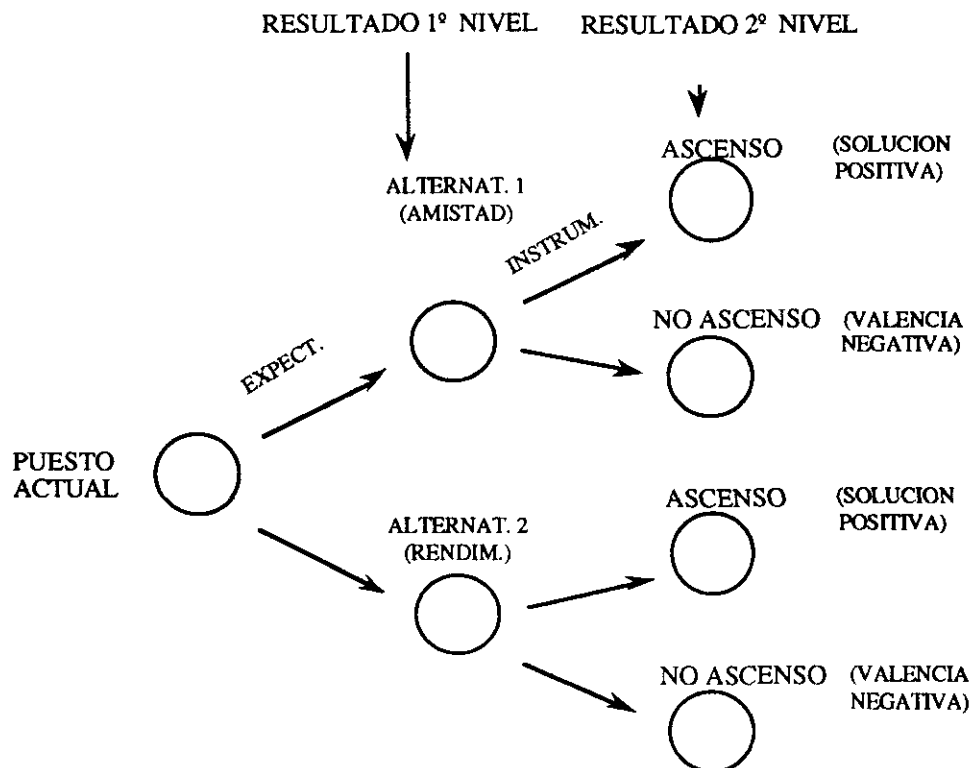 RESULTADO 1º NIVEL
RESULTADO 2º NIVEL
ALTERNAT. 1
(AMISTAD)
ASCENSO
(SOLUCION
POSITIVA)
INSTRUM.
NO ASCENSO
(VALENCIA
NEGATIVA)
EXPECT.
PUESTO
ACTUAL
ALTERNAT. 2
(RENDIM.)
ASCENSO
(SOLUCION
POSITIVA)
NO ASCENSO
(VALENCIA
NEGATIVA)